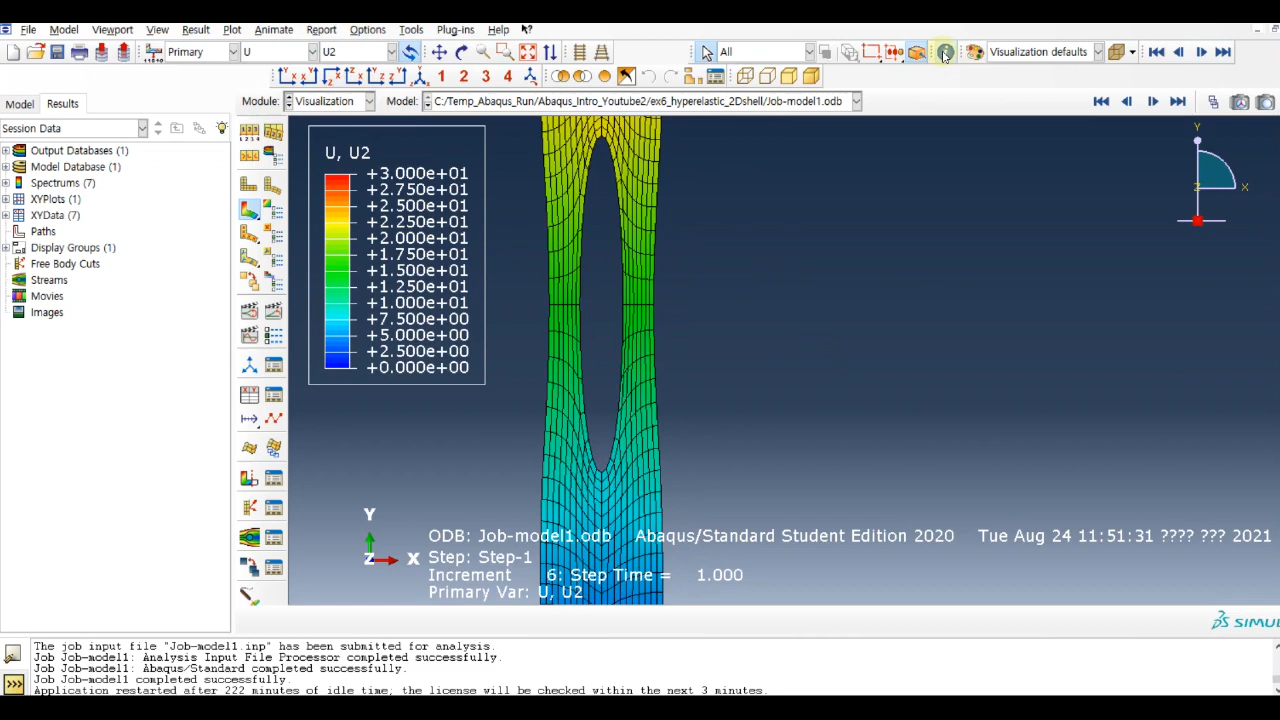 File Model Viewport View Result Plot Animate Report Options Tools Plug-ins Help
Primary U U2 All Visualization defaults
1 2 3 4
Model Results Module: Visualization Model: C:/Temp_Abaqus_Run/Abaqus_Intro_Youtube2/ex6_hyperelastic_2Dshell/Job-model1.odb
Session Data
Output Databases (1)
Model Database (1)
Spectrums (7)
XYPlots (1)
XYData (7)
Paths
Display Groups (1)
Free Body Cuts
Streams
Movies
Images
U, U2
+3.000e+01
+2.750e+01
+2.500e+01
+2.250e+01
+2.000e+01
+1.750e+01
+1.500e+01
+1.250e+01
+1.000e+01
+7.500e+00
+5.000e+00
+2.500e+00
+0.000e+00
Y
X
Z
Y
Z X
ODB: Job-model1.odb Abaqus/Standard Student Edition 2020 Tue Aug 24 11:51:31 ???? ??? 2021
Step: Step-1
Increment 6: Step Time = 1.000
Primary Var: U, U2
SIMUL
The job input file "Job-model1.inp" has been submitted for analysis.
Job Job-model1: Analysis Input File Processor completed successfully.
Job Job-model1: Abaqus/Standard completed successfully.
Job Job-model1 completed successfully.
Application restarted after 222 minutes of idle time; the license will be checked within the next 3 minutes.